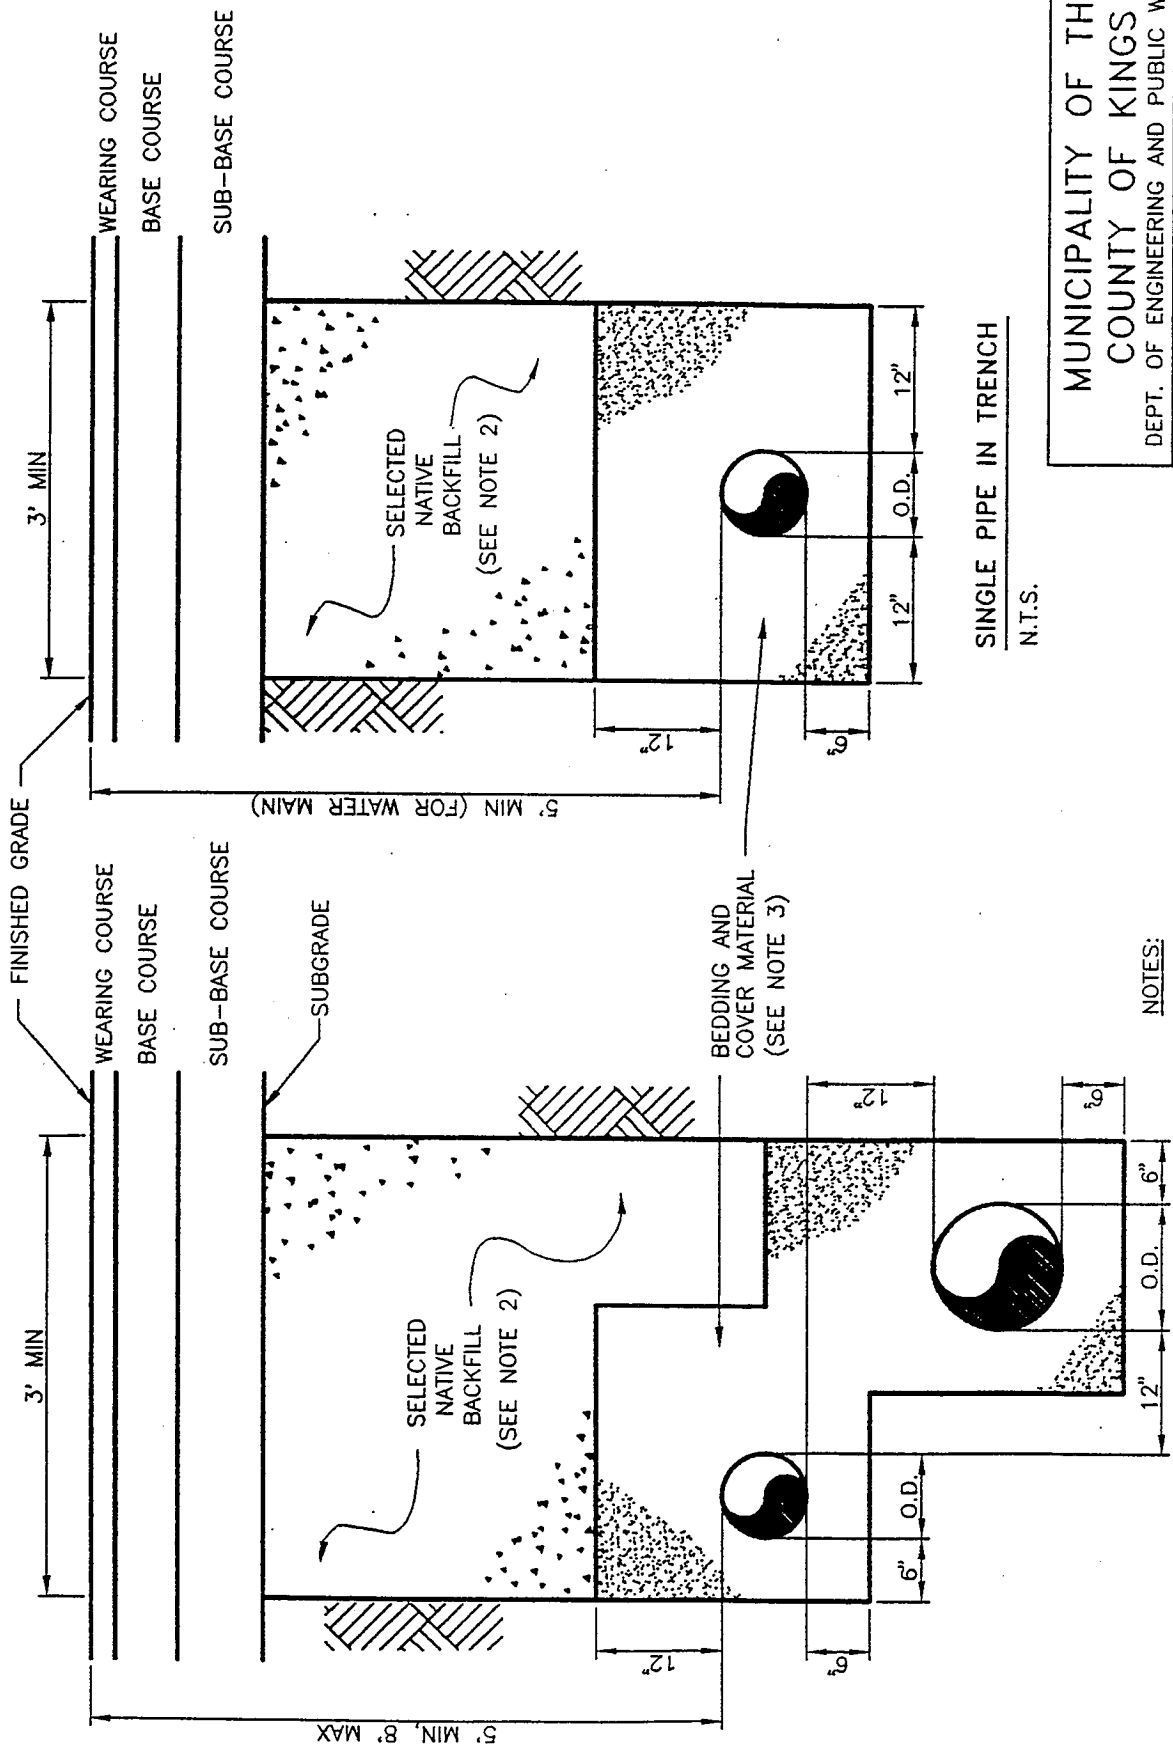 FINISHED GRADE
3' MIN
WEARING COURSE
BASE COURSE
SUB-BASE COURSE
SUBGRADE
SELECTED
NATIVE
BACKFILL
(SEE NOTE 2)
5' MIN, 8' MAX
12"
6"
6"
O.D.
12"
O.D.
6"
12"
6"
BEDDING AND
COVER MATERIAL
(SEE NOTE 3)
3' MIN
WEARING COURSE
BASE COURSE
SUB-BASE COURSE
SELECTED
NATIVE
BACKFILL
(SEE NOTE 2)
5' MIN (FOR WATER MAIN)
12"
6"
12"
O.D.
12"
SINGLE PIPE IN TRENCH
N.T.S.
NOTES:
MUNICIPALITY OF TH
COUNTY OF KINGS
DEPT. OF ENGINEERING AND PUBLIC W